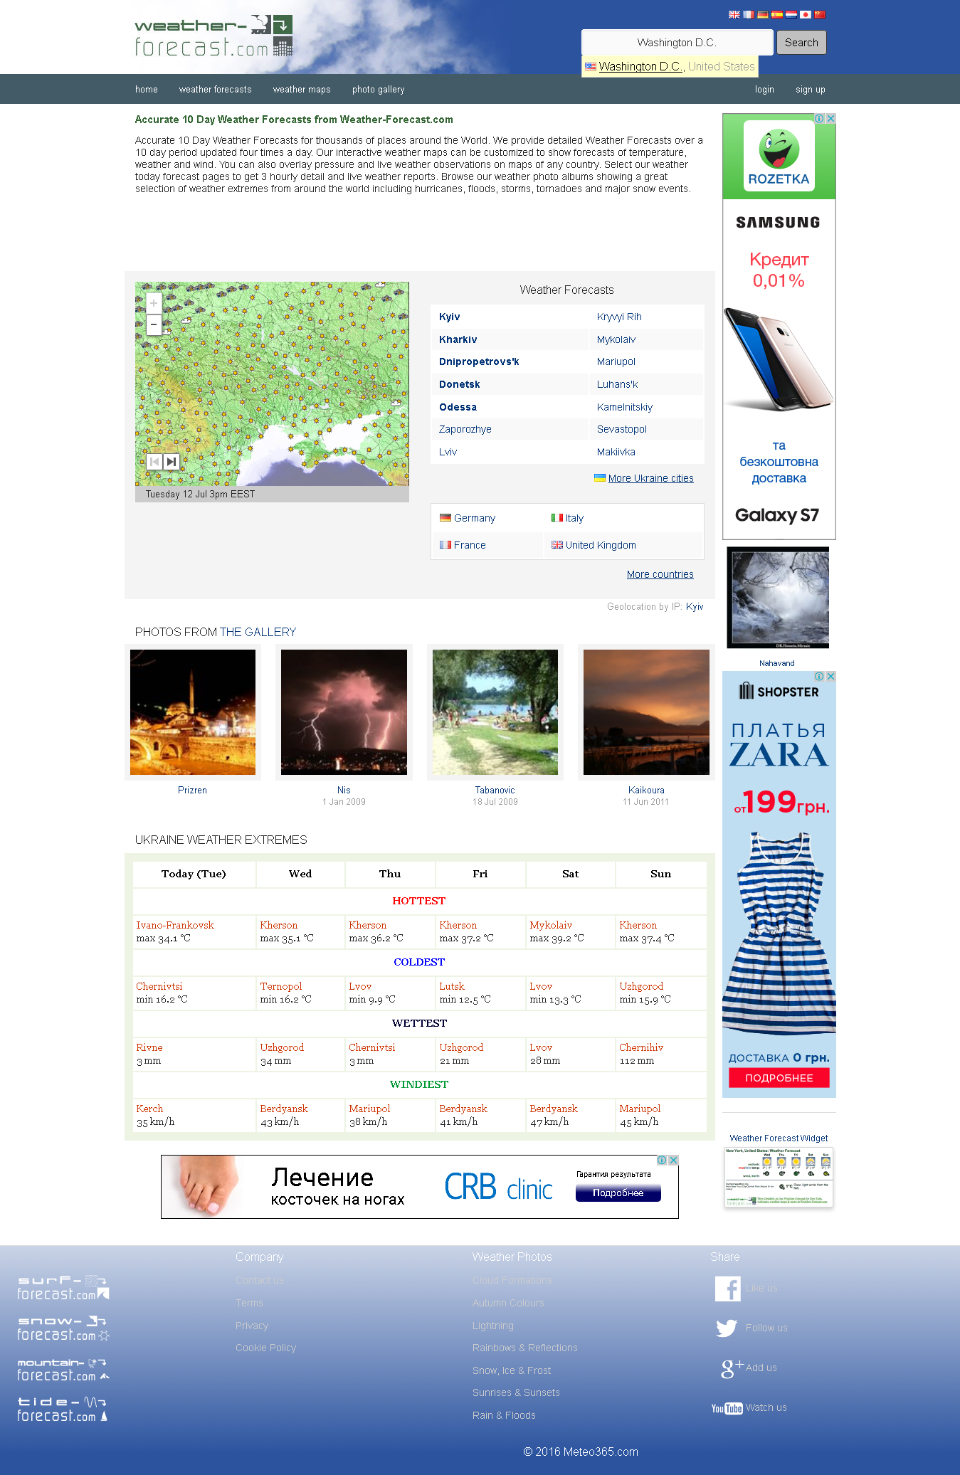 weather-
forecast.com
Washington D.C.
Search
Washington D.C., United States
home weather forecasts weather maps photo gallery login sign up
Accurate 10 Day Weather Forecasts from Weather-Forecast.com
Accurate 10 Day Weather Forecasts for thousands of places around the World. We provide detailed Weather Forecasts over a
10 day period updated four times a day. Our interactive weather maps can be customized to show forecasts of temperature,
weather and wind. You can also overlay pressure and live weather observations on maps of any country. Select our weather
today forecast pages to get 3 hourly detail and live weather reports. Browse our weather photo albums showing a great
selection of weather extremes from around the world including hurricanes, floods, storms, tornadoes and major snow events.
ROZETKA
SAMSUNG
Кредит
0,01%
та
безкоштовна
доставка
Galaxy S7
Tuesday 12 Jul 3pm EEST
Weather Forecasts
Kyiv Kryvyi Rih
Kharkiv Mykolaiv
Dnipropetrovs'k Mariupol
Donetsk Luhans'k
Odessa Kamelnitskiy
Zaporozhye Sevastopol
Lviv Makiivka
More Ukraine cities
Germany Italy
France United Kingdom
More countries
Geolocation by IP: Kyiv
Nahavand
PHOTOS FROM THE GALLERY
Prizren
Nis
1 Jan 2009
Tabanovic
18 Jul 2009
Kaikoura
11 Jun 2011
SHOPSTER
ПЛАТЬЯ
ZARA
от 199 грн.
ДОСТАВКА 0 грн.
ПОДРОБНЕЕ
UKRAINE WEATHER EXTREMES
Today (Tue) Wed Thu Fri Sat Sun
HOTTEST
Ivano-Frankovsk Kherson Kherson Kherson Mykolaiv Kherson
max 34.1 °C max 35.1 °C max 36.2 °C max 37.2 °C max 39.2 °C max 37.4 °C
COLDEST
Chernivtsi Ternopol Lvov Lutsk Lvov Uzhgorod
min 16.2 °C min 16.2 °C min 9.9 °C min 12.5 °C min 13.3 °C min 15.9 °C
WETTEST
Rivne Uzhgorod Chernivtsi Uzhgorod Lvov Chernihiv
3 mm 34 mm 3 mm 21 mm 28 mm 112 mm
WINDIEST
Kerch Berdyansk Mariupol Berdyansk Berdyansk Mariupol
35 km/h 43 km/h 38 km/h 41 km/h 47 km/h 45 km/h
Weather Forecast Widget
Лечение
косточек на ногах
CRB clinic
Гарантия результата
Подробнее
surf-
forecast.com
snow-
forecast.com
mountain-
forecast.com
tide-
forecast.com
Company
Contact us
Terms
Privacy
Cookie Policy
Weather Photos
Cloud Formations
Autumn Colours
Lightning
Rainbows & Reflections
Snow, Ice & Frost
Sunrises & Sunsets
Rain & Floods
Share
Like us
Follow us
Add us
YouTube Watch us
© 2016 Meteo365.com